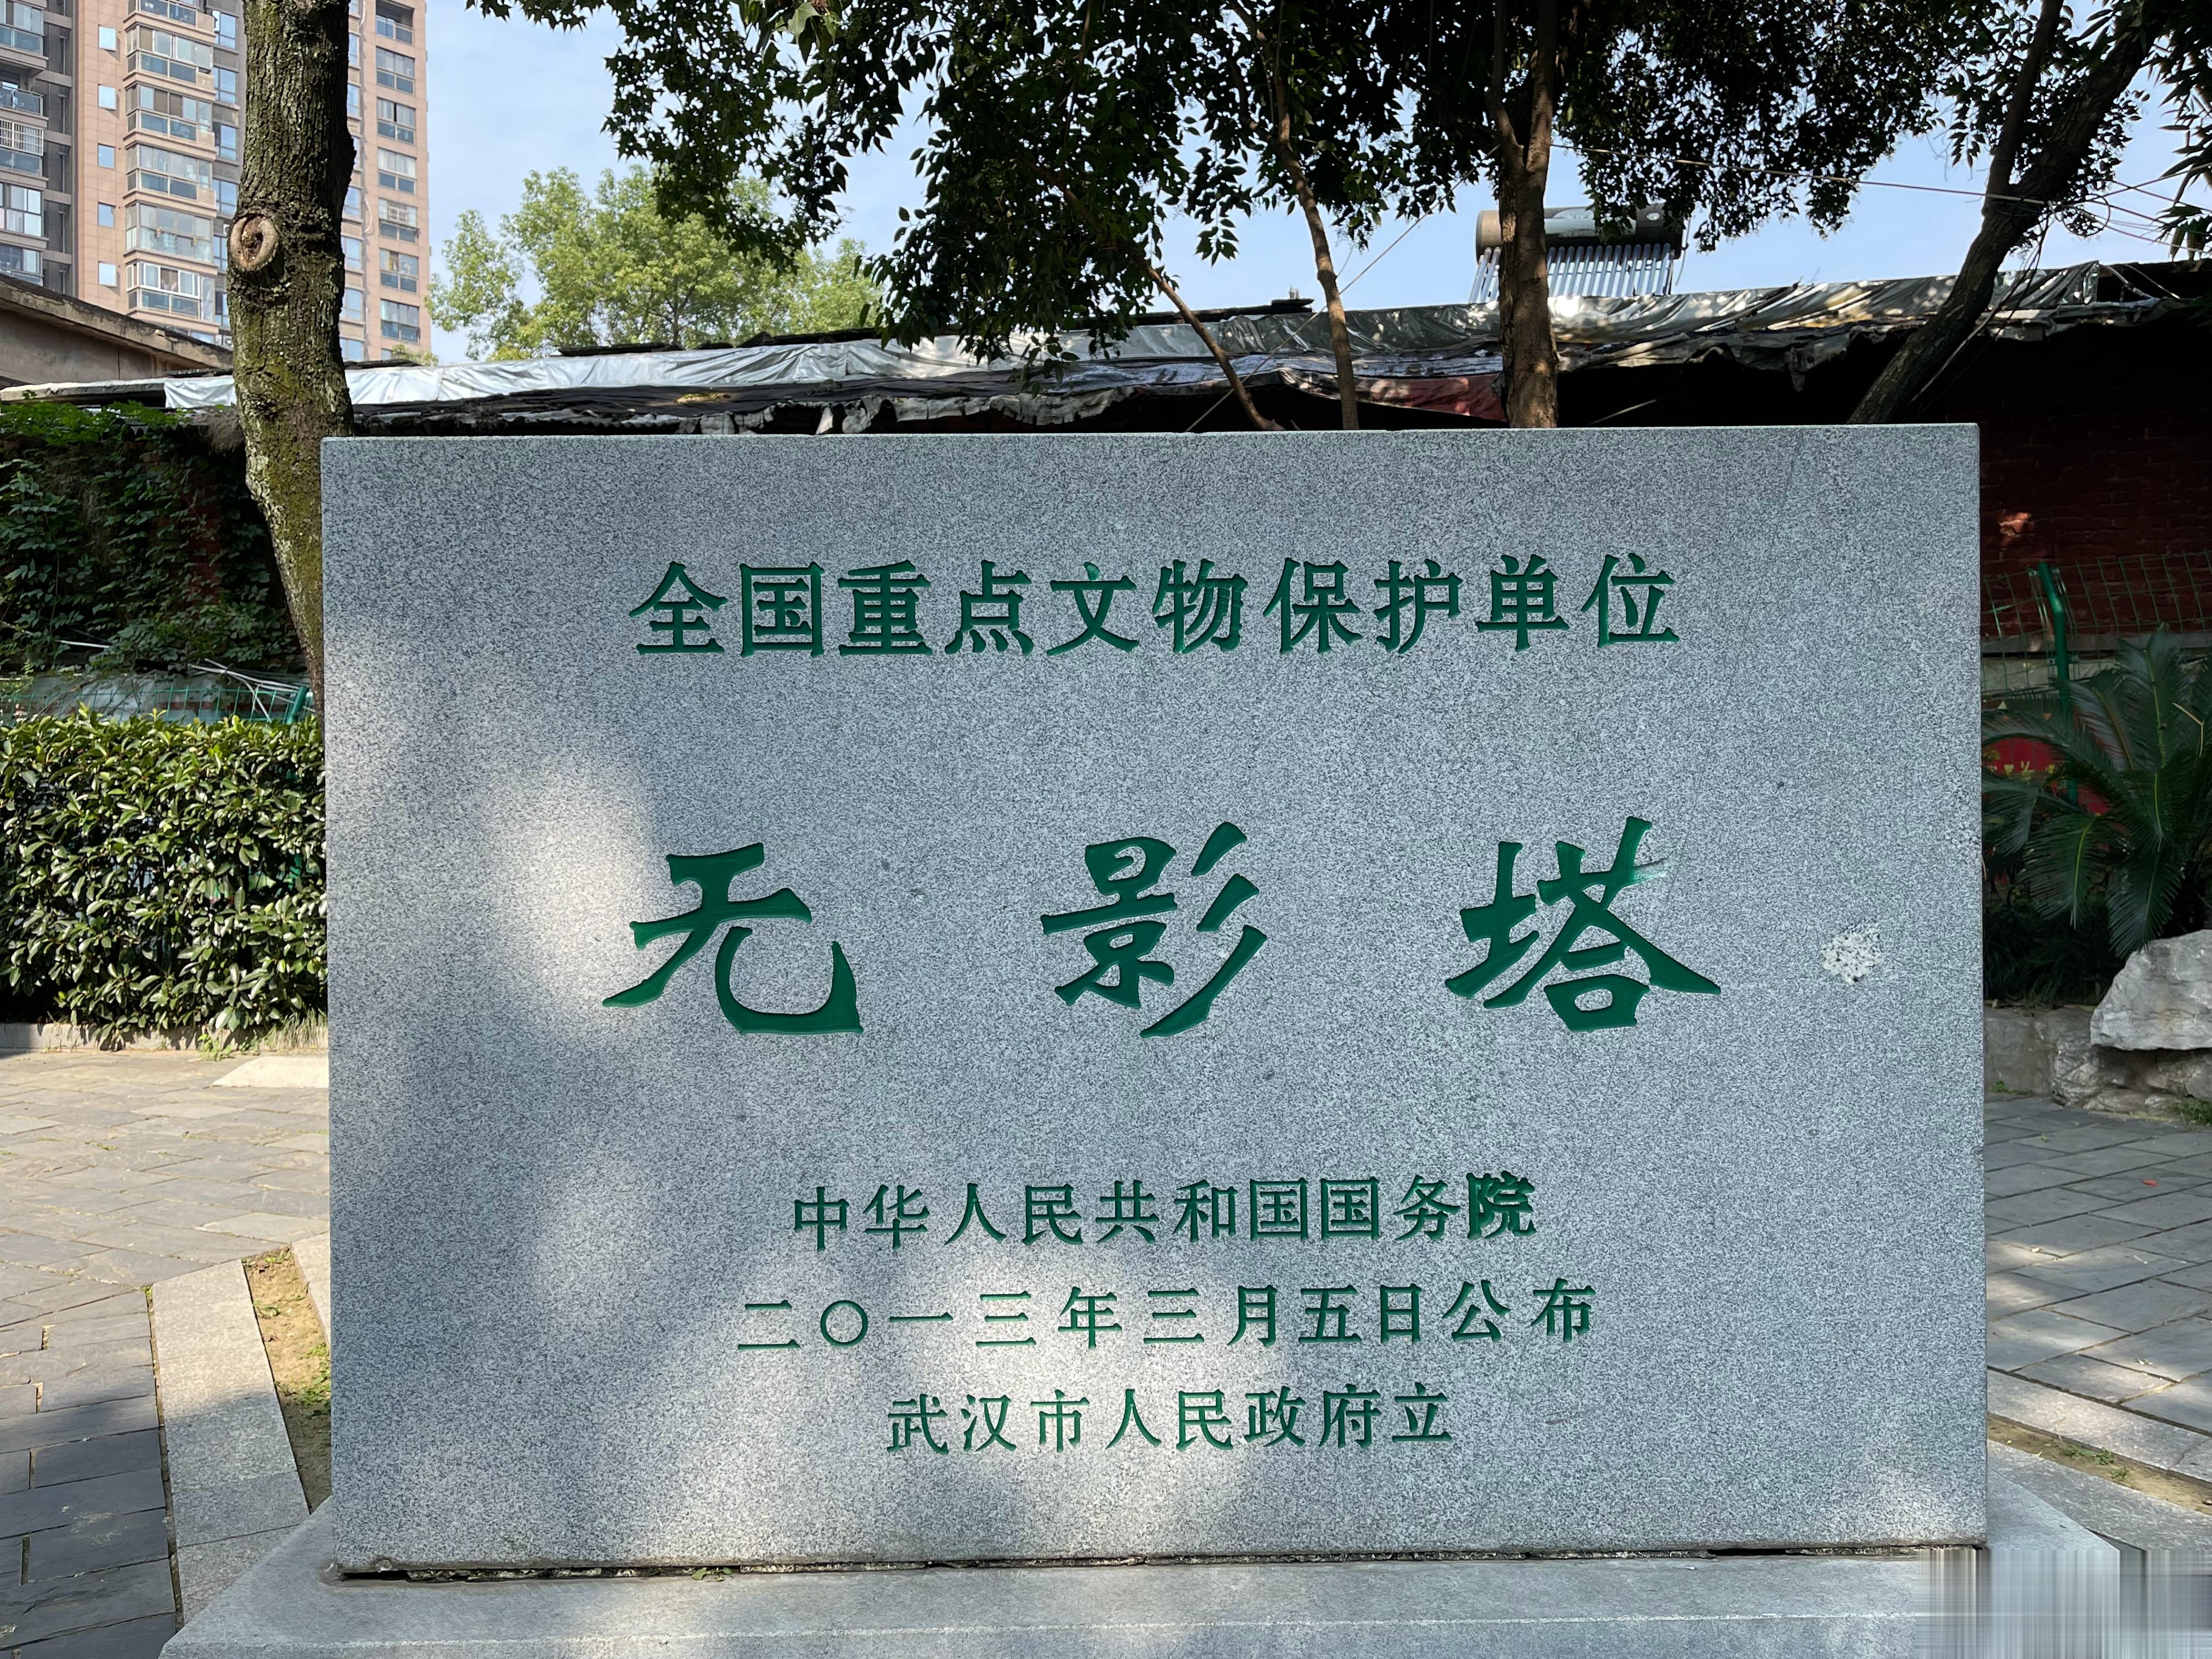 全国重点文物保护单位
无影塔
中华人民共和国国务院
二〇一三年三月五日公布
武汉市人民政府立